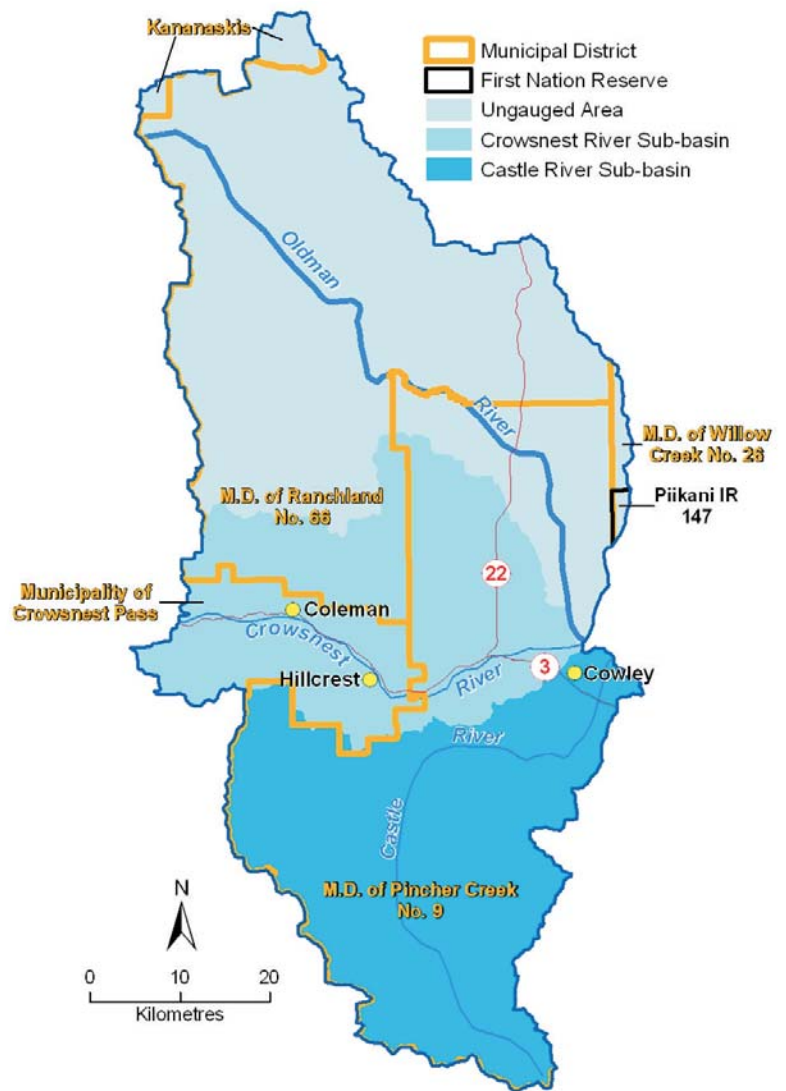 Kananaskis
Municipal District
First Nation Reserve
Ungauged Area
Crowsnest River Sub-basin
Castle River Sub-basin
Oldman
River
M.D. of Willow
Creek No. 26
M.D. of Ranchland
No. 66
Piikani IR
147
22
Municipality of
Crowsnest Pass
Coleman
Crowsnest
Hillcrest
River
3
Cowley
River
Castle
M.D. of Pincher Creek
No. 9
N
0 10 20
Kilometres